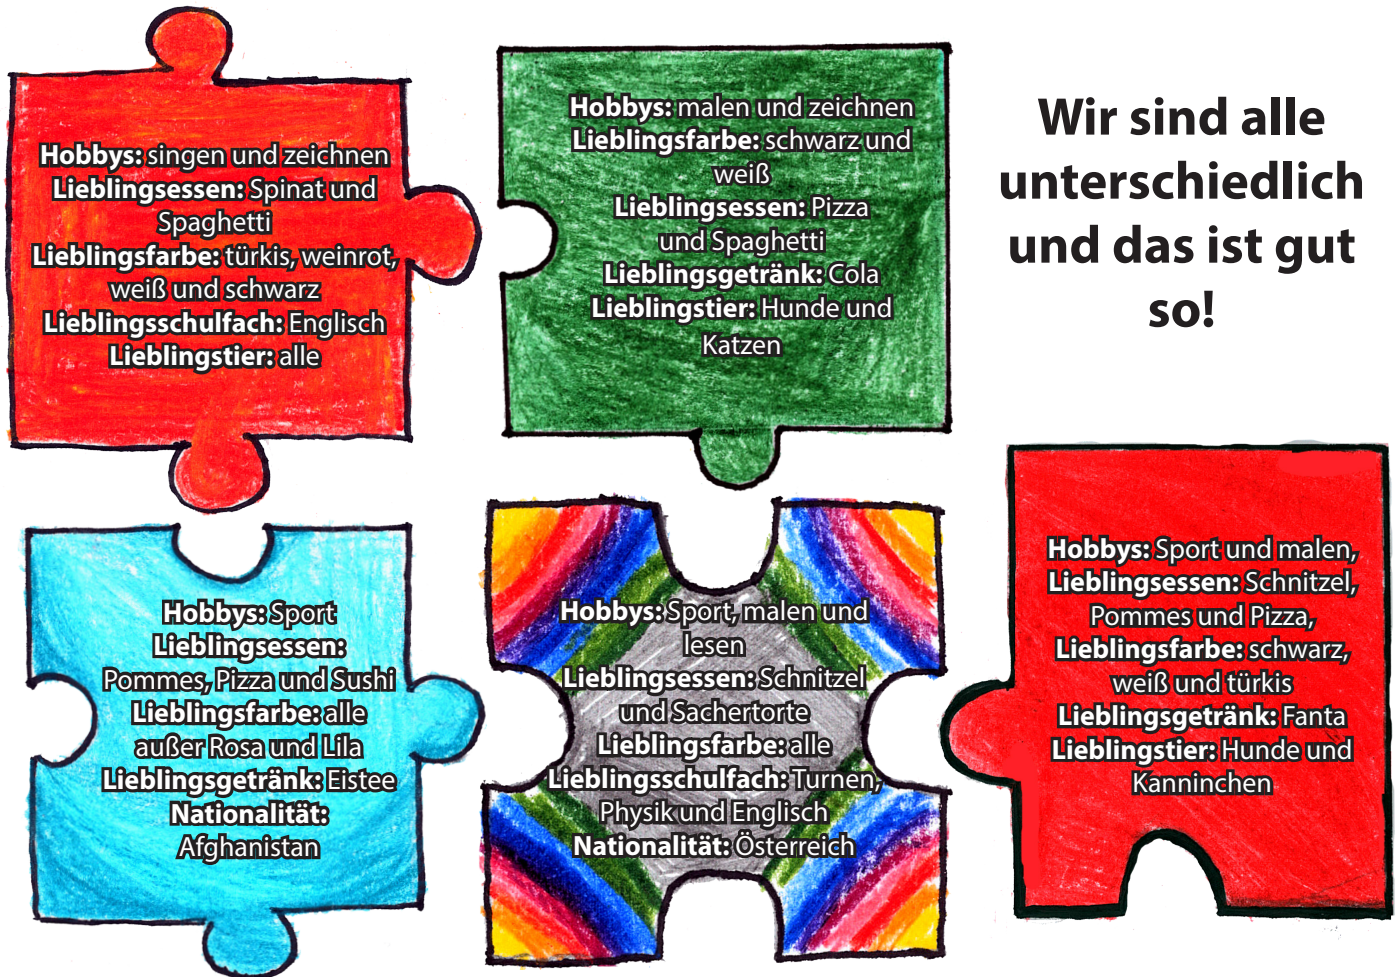 Hobbys: singen und zeichnen
Lieblingsessen: Spinat und
Spaghetti
Lieblingsfarbe: türkis, weinrot,
weiß und schwarz
Lieblingsschulfach: Englisch
Lieblingstier: alle
Hobbys: malen und zeichnen
Lieblingsfarbe: schwarz und
weiß
Lieblingsessen: Pizza
und Spaghetti
Lieblingsgetränk: Cola
Lieblingstier: Hunde und
Katzen
Wir sind alle
unterschiedlich
und das ist gut
so!
Hobbys: Sport
Lieblingsessen:
Pommes, Pizza und Sushi
Lieblingsfarbe: alle
außer Rosa und Lila
Lieblingsgetränk: Eistee
Nationalität:
Afghanistan
Hobbys: Sport, malen und
lesen
Lieblingsessen: Schnitzel
und Sachertorte
Lieblingsfarbe: alle
Lieblingsschulfach: Turnen,
Physik und Englisch
Nationalität: Österreich
Hobbys: Sport und malen,
Lieblingsessen: Schnitzel,
Pommes und Pizza,
Lieblingsfarbe: schwarz,
weiß und türkis
Lieblingsgetränk: Fanta
Lieblingstier: Hunde und
Kanninchen